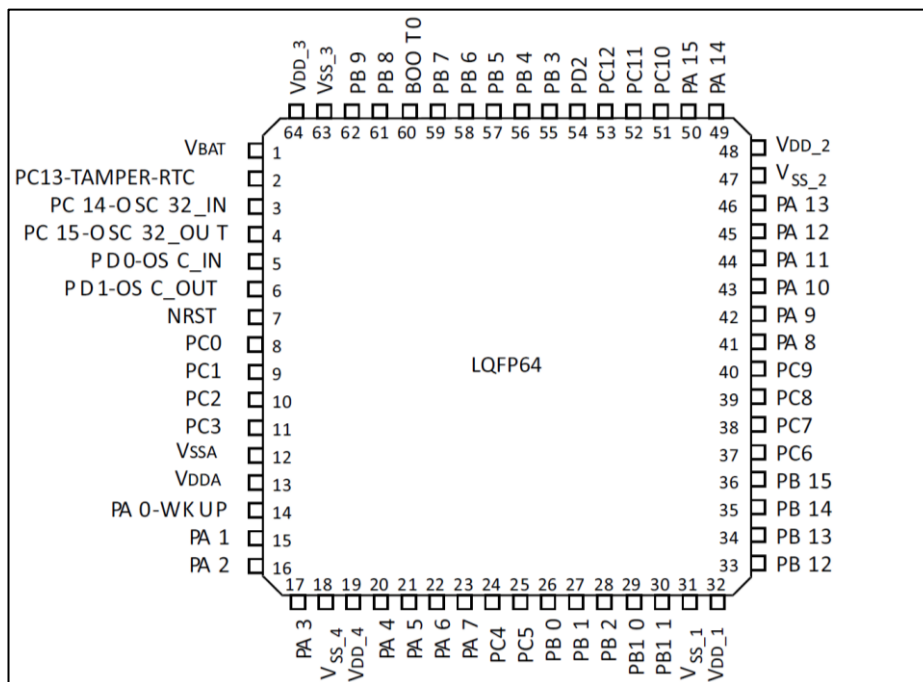 VDD_3
VSS_3
PB 9
PB 8
BOO T0
PB 7
PB 6
PB 5
PB 4
PB 3
PD2
PC12
PC11
PC10
PA 15
PA 14
64 63 62 61 60 59 58 57 56 55 54 53 52 51 50 49
VBAT 1
PC13-TAMPER-RTC 2
PC 14-OSC 32_IN 3
PC 15-OSC 32_OU T 4
PD0-OS C_IN 5
PD1-OS C_OUT 6
NRST 7
PC0 8
PC1 9
PC2 10
PC3 11
VSSA 12
VDDA 13
PA 0-WK UP 14
PA 1 15
PA 2 16
LQFP64
48 VDD_2
47 VSS_2
46 PA 13
45 PA 12
44 PA 11
43 PA 10
42 PA 9
41 PA 8
40 PC9
39 PC8
38 PC7
37 PC6
36 PB 15
35 PB 14
34 PB 13
33 PB 12
17 18 19 20 21 22 23 24 25 26 27 28 29 30 31 32
PA 3
VSS_4
VDD_4
PA 4
PA 5
PA 6
PA 7
PC4
PC5
PB 0
PB 1
PB 2
PB1 0
PB1 1
VSS_1
VDD_1